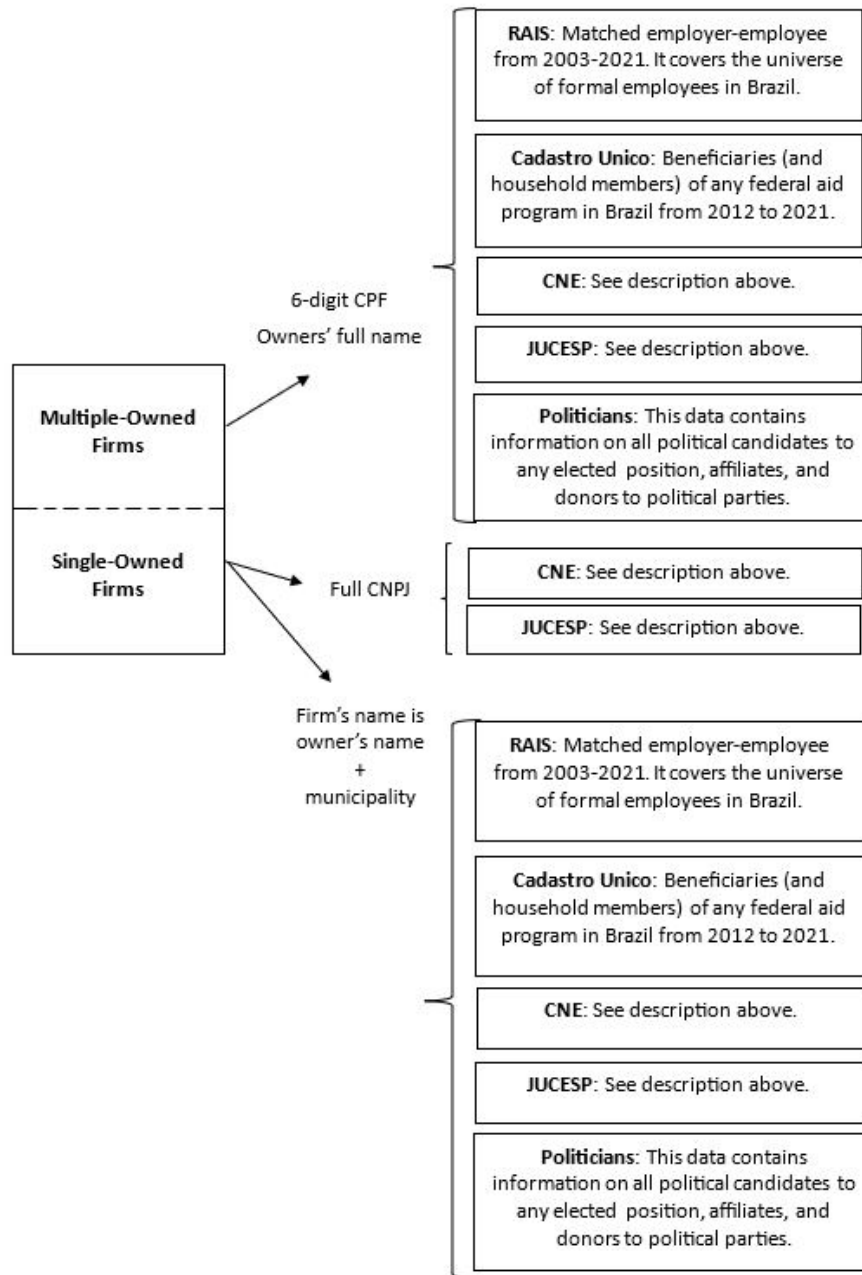 RAIS: Matched employer-employee
from 2003-2021. It covers the universe
of formal employees in Brazil.
Cadastro Unico: Beneficiaries (and
household members) of any federal aid
program in Brazil from 2012 to 2021.
6-digit CPF
Owners' full name
CNE: See description above.
JUCESP: See description above.
Politicians: This data contains
information on all political candidates to
any elected position, affiliates, and
donors to political parties.
Multiple-Owned
Firms
Single-Owned
Firms
Full CNPJ
CNE: See description above.
JUCESP: See description above.
Firm's name is
owner's name
+
municipality
RAIS: Matched employer-employee
from 2003-2021. It covers the universe
of formal employees in Brazil.
Cadastro Unico: Beneficiaries (and
household members) of any federal aid
program in Brazil from 2012 to 2021.
CNE: See description above.
JUCESP: See description above.
Politicians: This data contains
information on all political candidates to
any elected position, affiliates, and
donors to political parties.